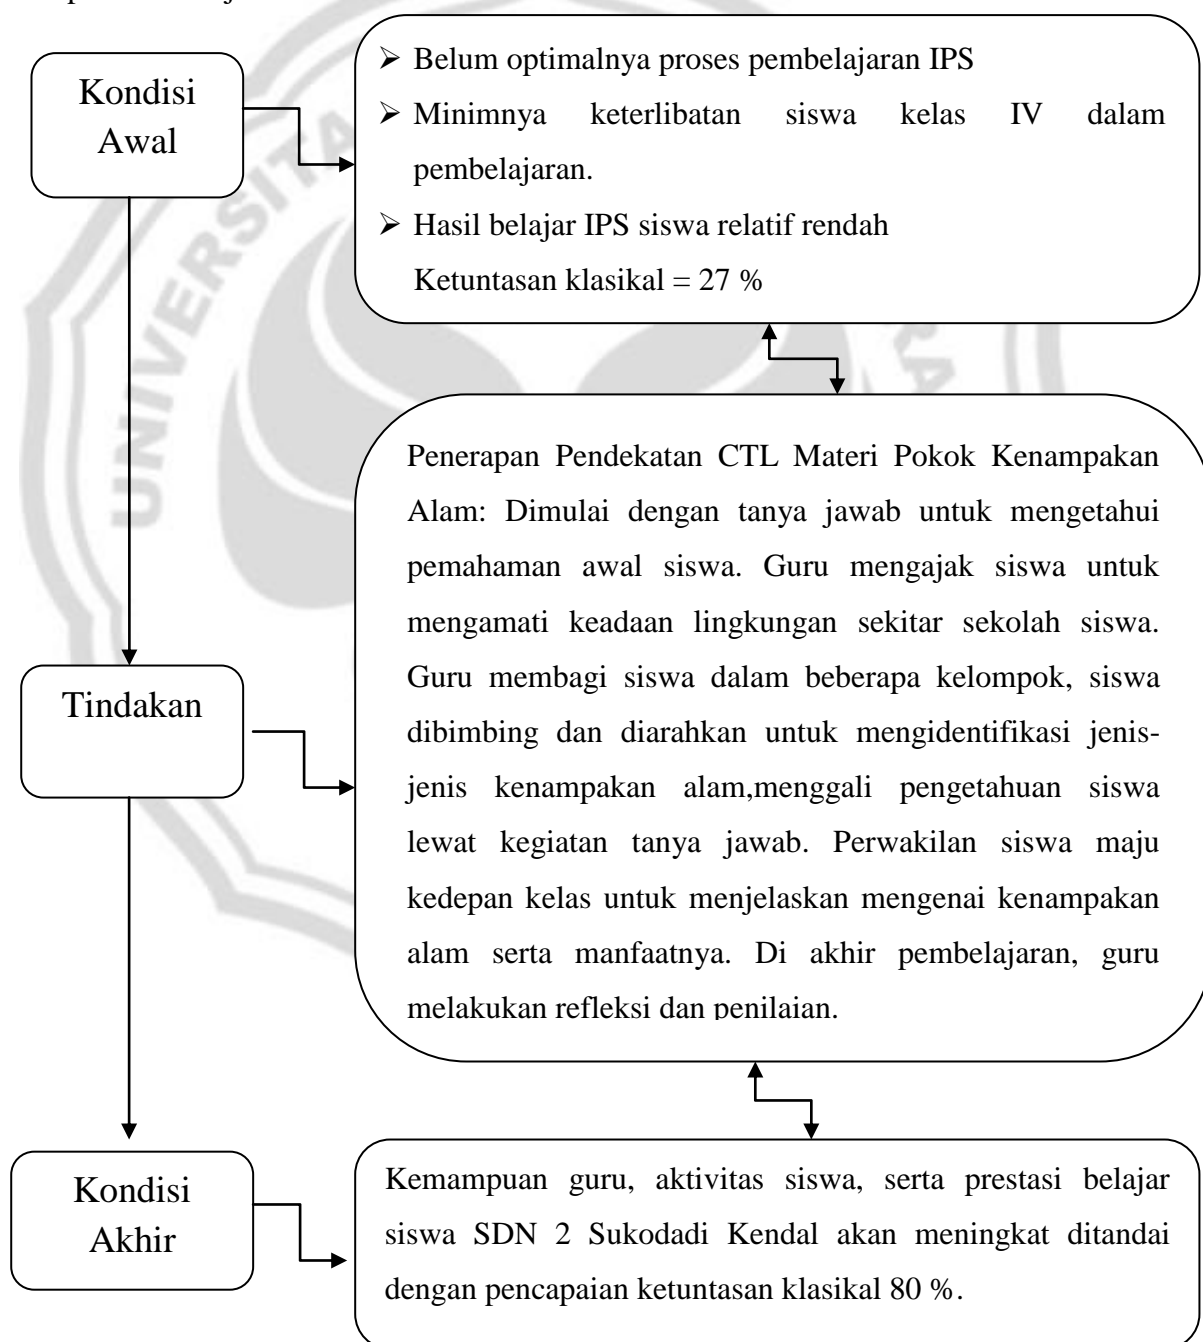 Kondisi
Awal
➢ Belum optimalnya proses pembelajaran IPS
➢ Minimnya keterlibatan siswa kelas IV dalam
pembelajaran.
➢ Hasil belajar IPS siswa relatif rendah
Ketuntasan klasikal = 27 %
Tindakan
Penerapan Pendekatan CTL Materi Pokok Kenampakan
Alam: Dimulai dengan tanya jawab untuk mengetahui
pemahaman awal siswa. Guru mengajak siswa untuk
mengamati keadaan lingkungan sekitar sekolah siswa.
Guru membagi siswa dalam beberapa kelompok, siswa
dibimbing dan diarahkan untuk mengidentifikasi jenis-
jenis kenampakan alam,menggali pengetahuan siswa
lewat kegiatan tanya jawab. Perwakilan siswa maju
kedepan kelas untuk menjelaskan mengenai kenampakan
alam serta manfaatnya. Di akhir pembelajaran, guru
melakukan refleksi dan penilaian.
Kondisi
Akhir
Kemampuan guru, aktivitas siswa, serta prestasi belajar
siswa SDN 2 Sukodadi Kendal akan meningkat ditandai
dengan pencapaian ketuntasan klasikal 80 %.